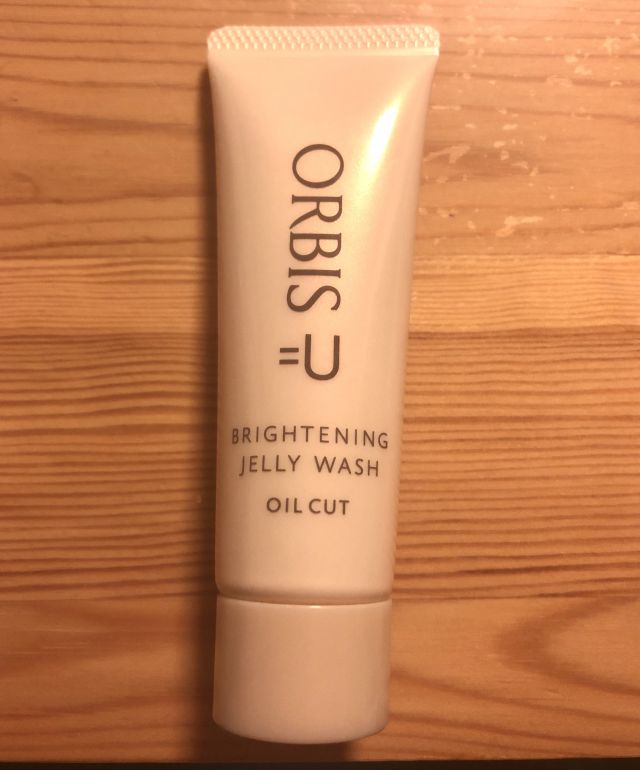 ORBIS U
BRIGHTENING
JELLY WASH
OIL CUT